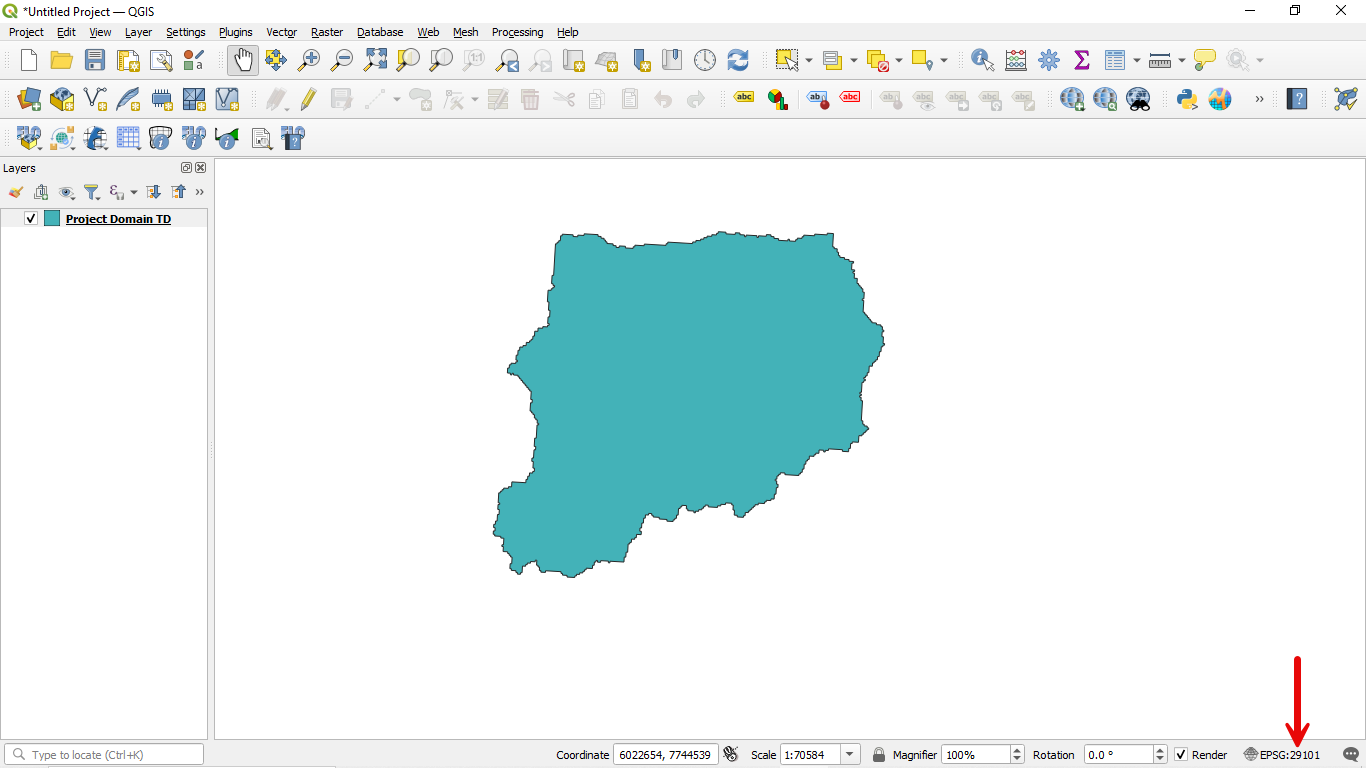 *Untitled Project — QGIS
Project Edit View Layer Settings Plugins Vector Raster Database Web Mesh Processing Help
Layers
Project Domain TD
Type to locate (Ctrl+K)
Coordinate 6022654, 7744539 Scale 1:70584 Magnifier 100% Rotation 0.0 ° Render EPSG:29101